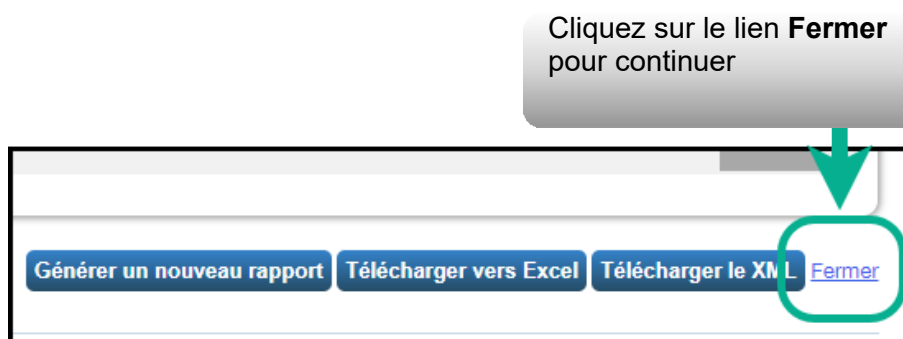 Cliquez sur le lien Fermer
pour continuer
Générer un nouveau rapport Télécharger vers Excel Télécharger le XML Fermer